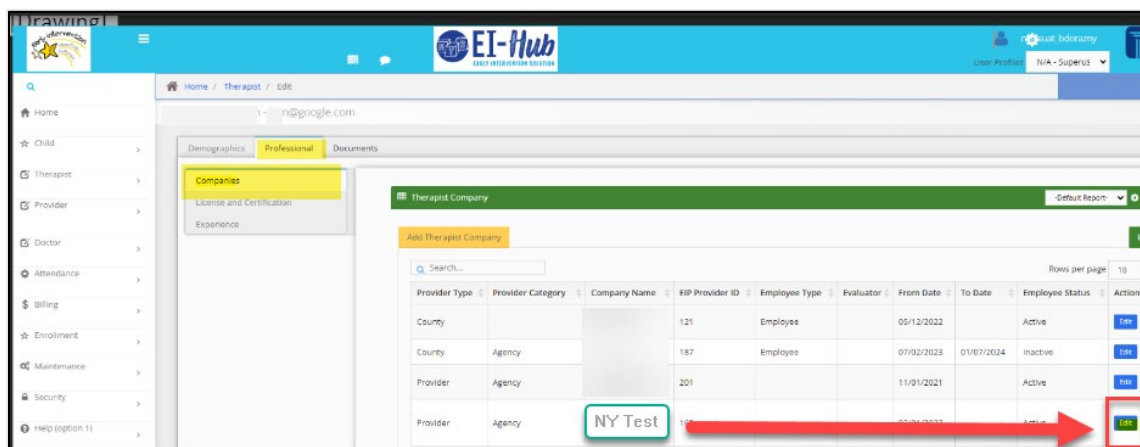 Drawing1
EI-Hub
EARLY INTERVENTION SOLUTION
User Profiles N/A - Superus
Home / Therapist / Edit
@google.com
Home
Child
Therapist
Provider
Doctor
Attendance
$ Billing
Enrollment
Maintenance
Security
Help (option 1)
Demographics Professional Documents
Companies
License and Certification
Experience
Therapist Company -Default Report-
Add Therapist Company
Search... Rows per page 10
Provider Type Provider Category Company Name EIP Provider ID Employee Type Evaluator From Date To Date Employee Status Action
County 121 Employee 05/12/2022 Active Edit
County Agency 187 Employee 07/02/2023 01/07/2024 Inactive Edit
Provider Agency 201 11/01/2021 Active Edit
Provider Agency NY Test Edit